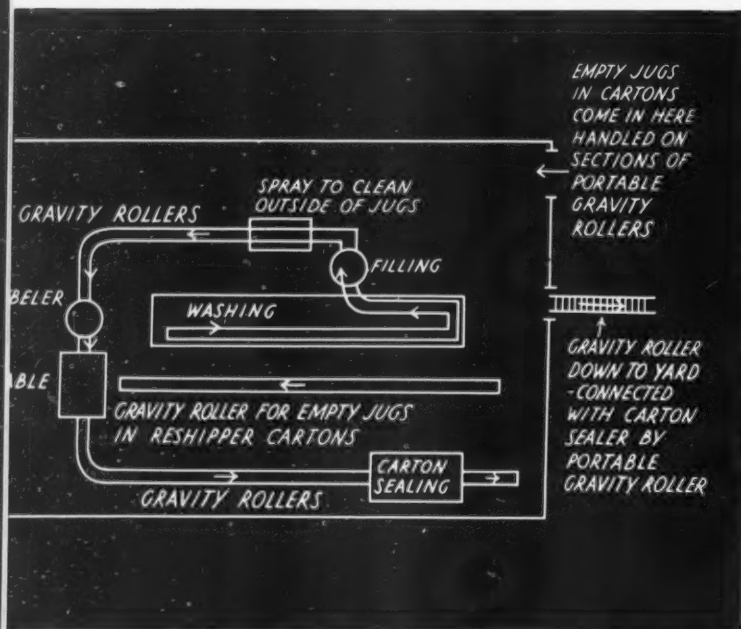 EMPTY JUGS
IN CARTONS
COME IN HERE
HANDLED ON
SECTIONS OF
PORTABLE
GRAVITY
ROLLERS
SPRAY TO CLEAN
OUTSIDE OF JUGS
GRAVITY ROLLERS
FILLING
BELER
WASHING
ABLE
GRAVITY ROLLER FOR EMPTY JUGS
IN RESHIPPER CARTONS
CARTON
SEALING
GRAVITY ROLLERS
GRAVITY ROLLER
DOWN TO YARD
-CONNECTED
WITH CARTON
SEALER BY
PORTABLE
GRAVITY ROLLER